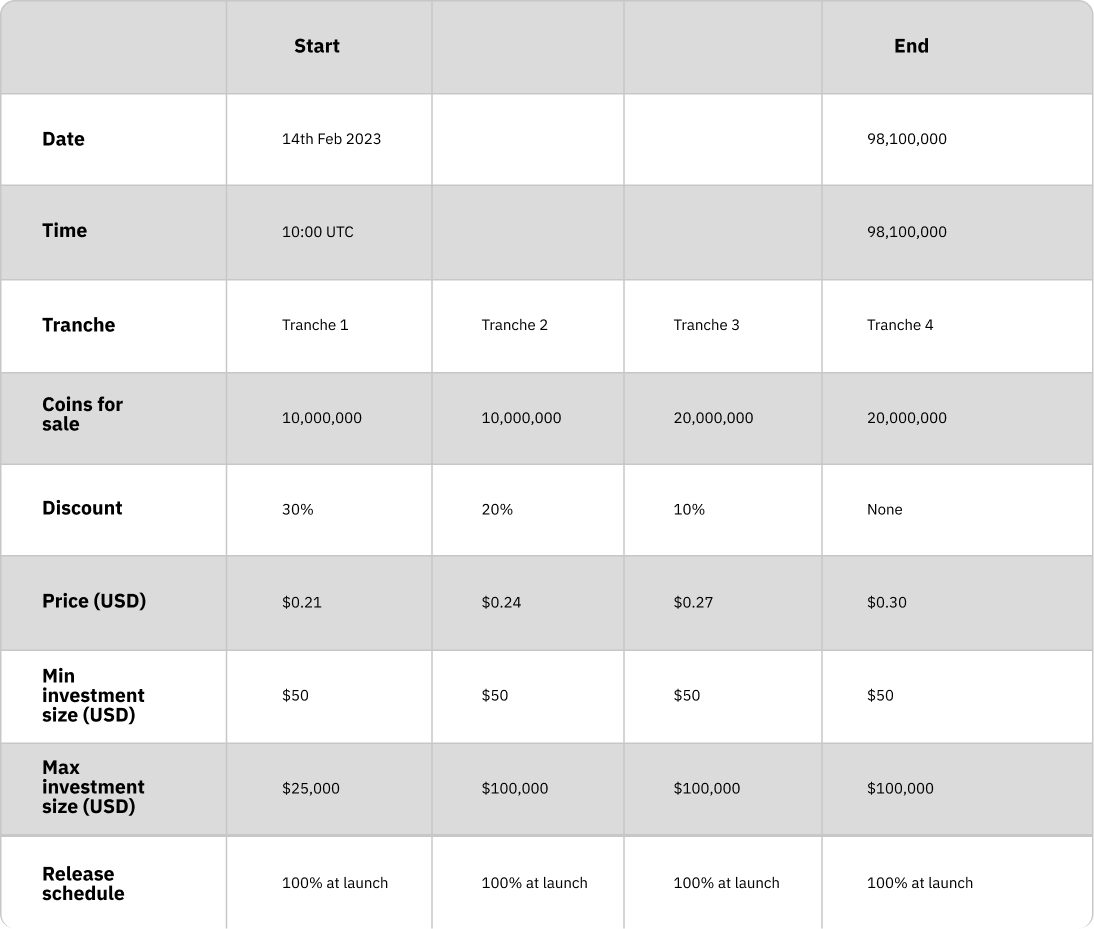 Start End
Date 14th Feb 2023 98,100,000
Time 10:00 UTC 98,100,000
Tranche Tranche 1 Tranche 2 Tranche 3 Tranche 4
Coins for
sale 10,000,000 10,000,000 20,000,000 20,000,000
Discount 30% 20% 10% None
Price (USD) $0.21 $0.24 $0.27 $0.30
Min
investment $50 $50 $50 $50
size (USD)
Max
investment $25,000 $100,000 $100,000 $100,000
size (USD)
Release
schedule 100% at launch 100% at launch 100% at launch 100% at launch